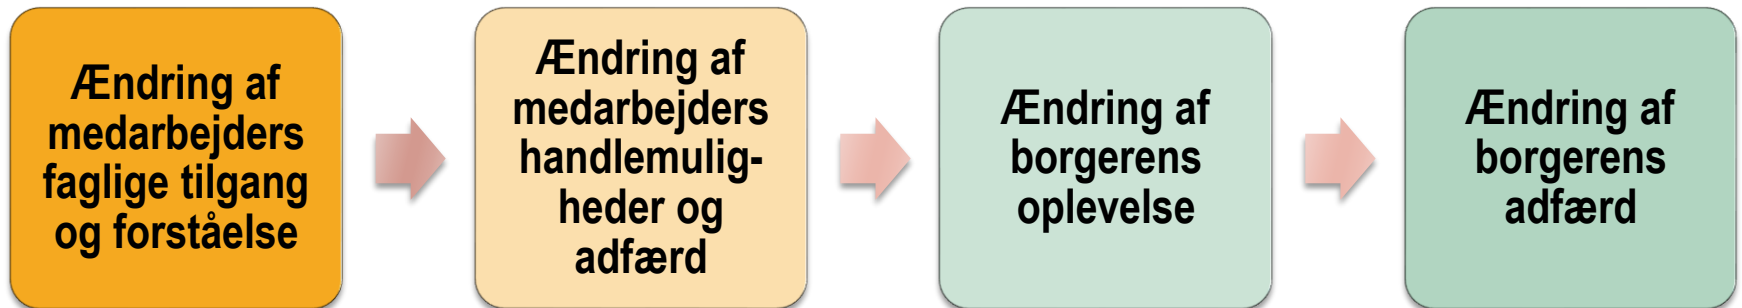 Ændring af
medarbejders
faglige tilgang
og forståelse
Ændring af
medarbejders
handlemulig-
heder og
adfærd
Ændring af
borgerens
oplevelse
Ændring af
borgerens
adfærd